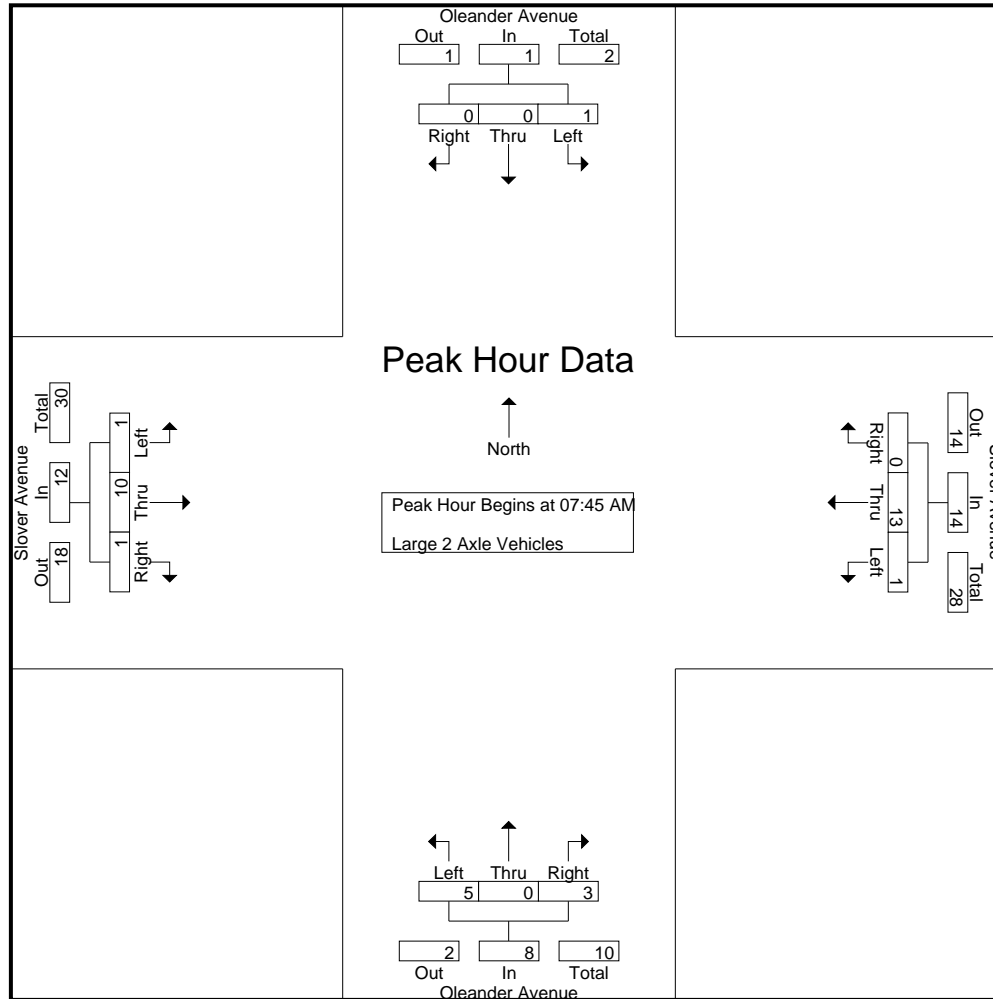 Oleander Avenue
Out In Total
1 1 2
0 0 1
Right Thru Left
Peak Hour Data
North
Peak Hour Begins at 07:45 AM
Large 2 Axle Vehicles
Slover Avenue
Out In Total
18 12 30
Right Thru Left
1 10 1
Out In Total
14 14 28
Right Thru Left
0 13 1
Left Thru Right
5 0 3
2 8 10
Out In Total
Oleander Avenue